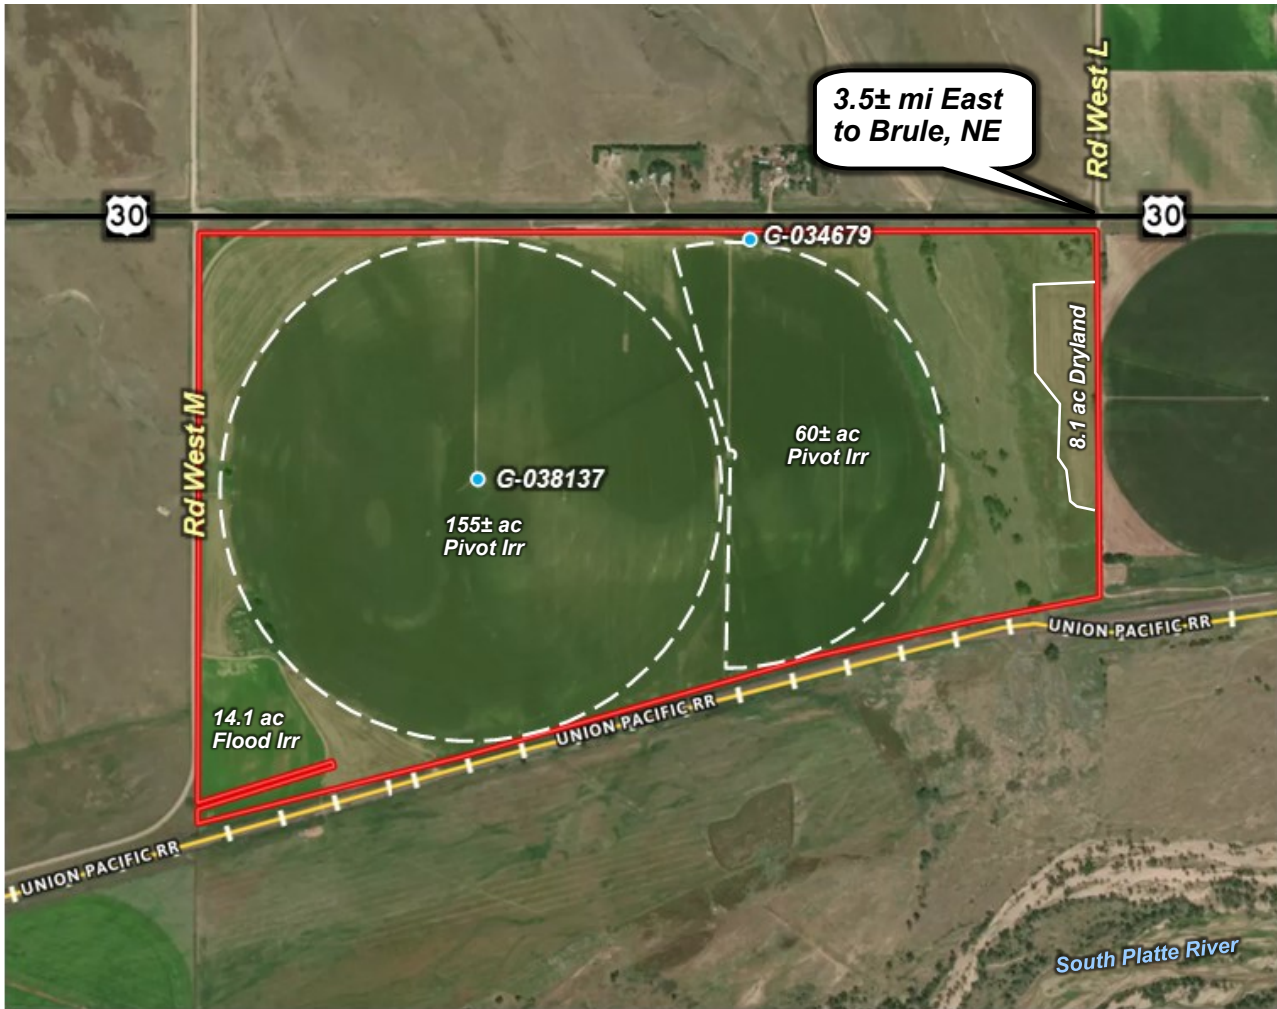 Rd West L
3.5± mi East
to Brule, NE
30
30
G-034679
8.1 ac Dryland
Rd West M
60± ac
Pivot Irr
G-038137
155± ac
Pivot Irr
UNION PACIFIC RR
14.1 ac
Flood Irr
UNION PACIFIC RR
UNION PACIFIC RR
South Platte River